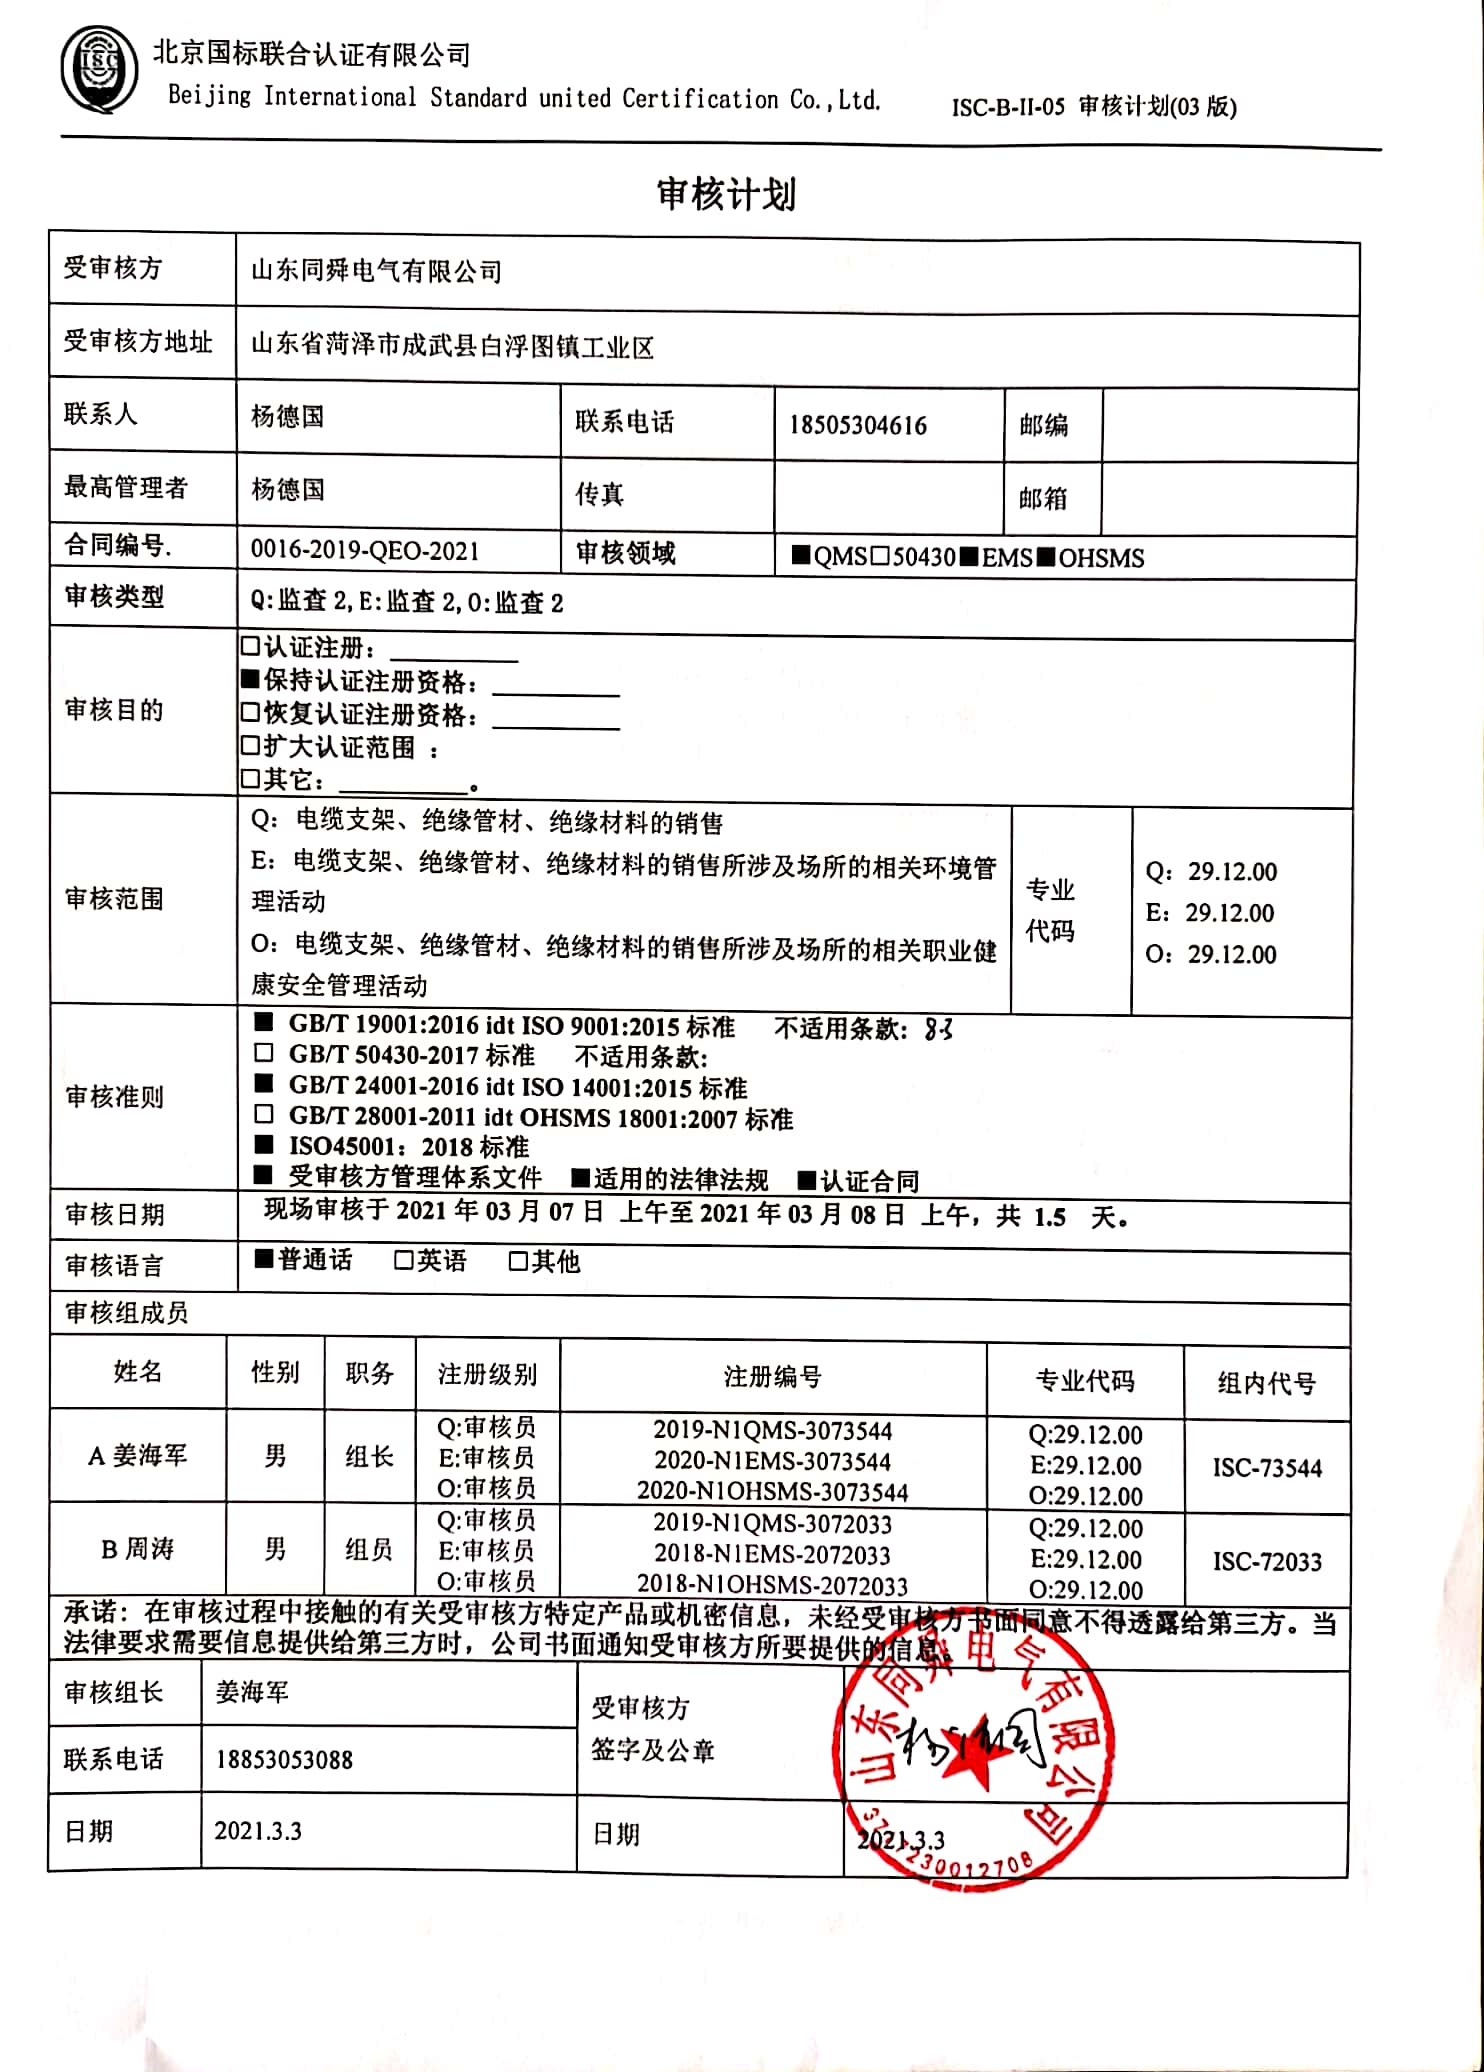 ISC
北京国标联合认证有限公司
Beijing International Standard united Certification Co.,Ltd.
ISC-B-II-05 审核计划(03 版)
审核计划
受审核方 山东同舜电气有限公司
受审核方地址 山东省菏泽市成武县白浮图镇工业区
联系人 杨德国 联系电话 18505304616 邮编
最高管理者 杨德国 传真 邮箱
合同编号. 0016-2019-QEO-2021 审核领域 ■QMS□50430■EMS■OHSMS
审核类型 Q:监查 2,E:监查 2,O:监查 2
审核目的
□认证注册：
■保持认证注册资格：
□恢复认证注册资格：
□扩大认证范围 ：
□其它： 。
审核范围
Q：电缆支架、绝缘管材、绝缘材料的销售
E：电缆支架、绝缘管材、绝缘材料的销售所涉及场所的相关环境管
理活动
O：电缆支架、绝缘管材、绝缘材料的销售所涉及场所的相关职业健
康安全管理活动
专业
代码
Q：29.12.00
E：29.12.00
O：29.12.00
审核准则
■ GB/T 19001:2016 idt ISO 9001:2015 标准 不适用条款: 8.3
□ GB/T 50430-2017 标准 不适用条款:
■ GB/T 24001-2016 idt ISO 14001:2015 标准
□ GB/T 28001-2011 idt OHSMS 18001:2007 标准
■ ISO45001：2018 标准
■ 受审核方管理体系文件 ■适用的法律法规 ■认证合同
审核日期 现场审核于 2021 年 03 月 07 日 上午至 2021 年 03 月 08 日 上午，共 1.5 天。
审核语言 ■普通话 □英语 □其他
审核组成员
姓名 性别 职务 注册级别 注册编号 专业代码 组内代号
A 姜海军 男 组长
Q:审核员 2019-N1QMS-3073544 Q:29.12.00
E:审核员 2020-N1EMS-3073544 E:29.12.00
O:审核员 2020-N1OHSMS-3073544 O:29.12.00
ISC-73544
B 周涛 男 组员
Q:审核员 2019-N1QMS-3072033 Q:29.12.00
E:审核员 2018-N1EMS-2072033 E:29.12.00
O:审核员 2018-N1OHSMS-2072033 O:29.12.00
ISC-72033
承诺：在审核过程中接触的有关受审核方特定产品或机密信息，未经受审核方书面同意不得透露给第三方。当
法律要求需要信息提供给第三方时，公司书面通知受审核方所要提供的信息。
审核组长 姜海军
受审核方
签字及公章
杨德国
山东同舜电气有限公司
联系电话 18853053088
日期 2021.3.3 日期 2021.3.3